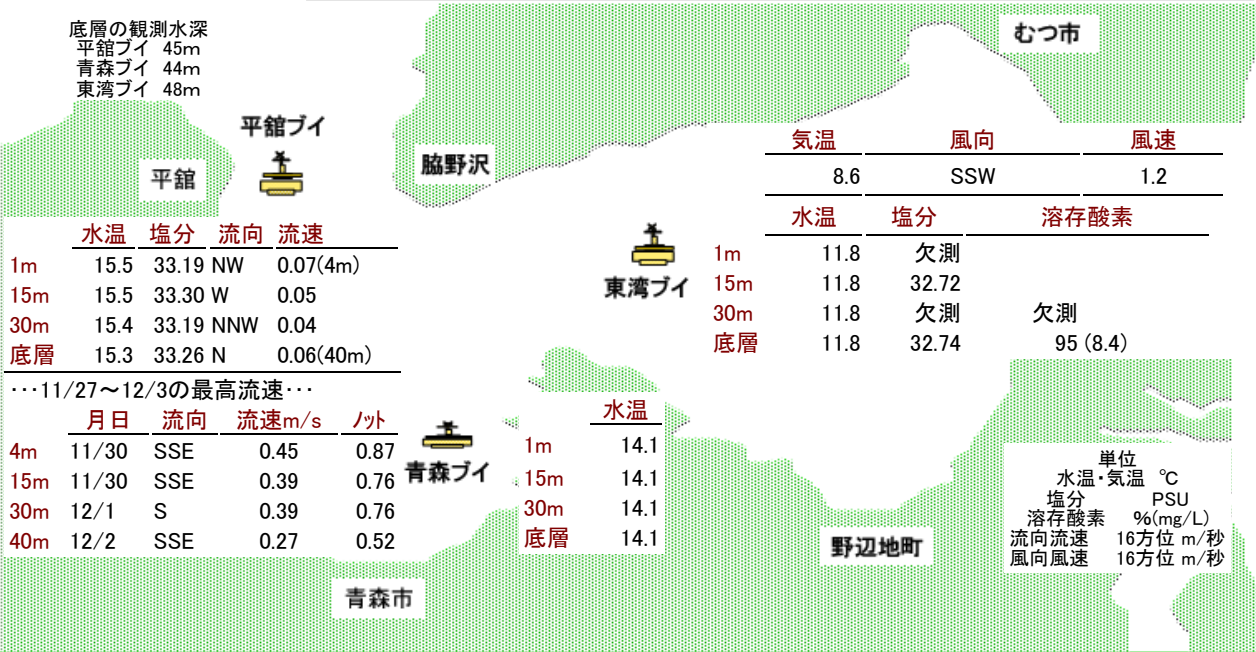 底層の観測水深
平舘ブイ 45m
青森ブイ 44m
東湾ブイ 48m
むつ市
平舘ブイ
脇野沢
平舘
気温 風向 風速
8.6 SSW 1.2
水温 塩分 溶存酸素
1m 11.8 欠測
15m 11.8 32.72
30m 11.8 欠測 欠測
底層 11.8 32.74 95 (8.4)
東湾ブイ
水温 塩分 流向 流速
1m 15.5 33.19 NW 0.07(4m)
15m 15.5 33.30 W 0.05
30m 15.4 33.19 NNW 0.04
底層 15.3 33.26 N 0.06(40m)
･･･11/27～12/3の最高流速･･･
月日 流向 流速m/s ﾉｯﾄ
4m 11/30 SSE 0.45 0.87
15m 11/30 SSE 0.39 0.76
30m 12/1 S 0.39 0.76
40m 12/2 SSE 0.27 0.52
青森ブイ
水温
1m 14.1
15m 14.1
30m 14.1
底層 14.1
単位
水温・気温 ℃
塩分 PSU
溶存酸素 %(mg/L)
流向流速 16方位 m/秒
風向風速 16方位 m/秒
野辺地町
青森市